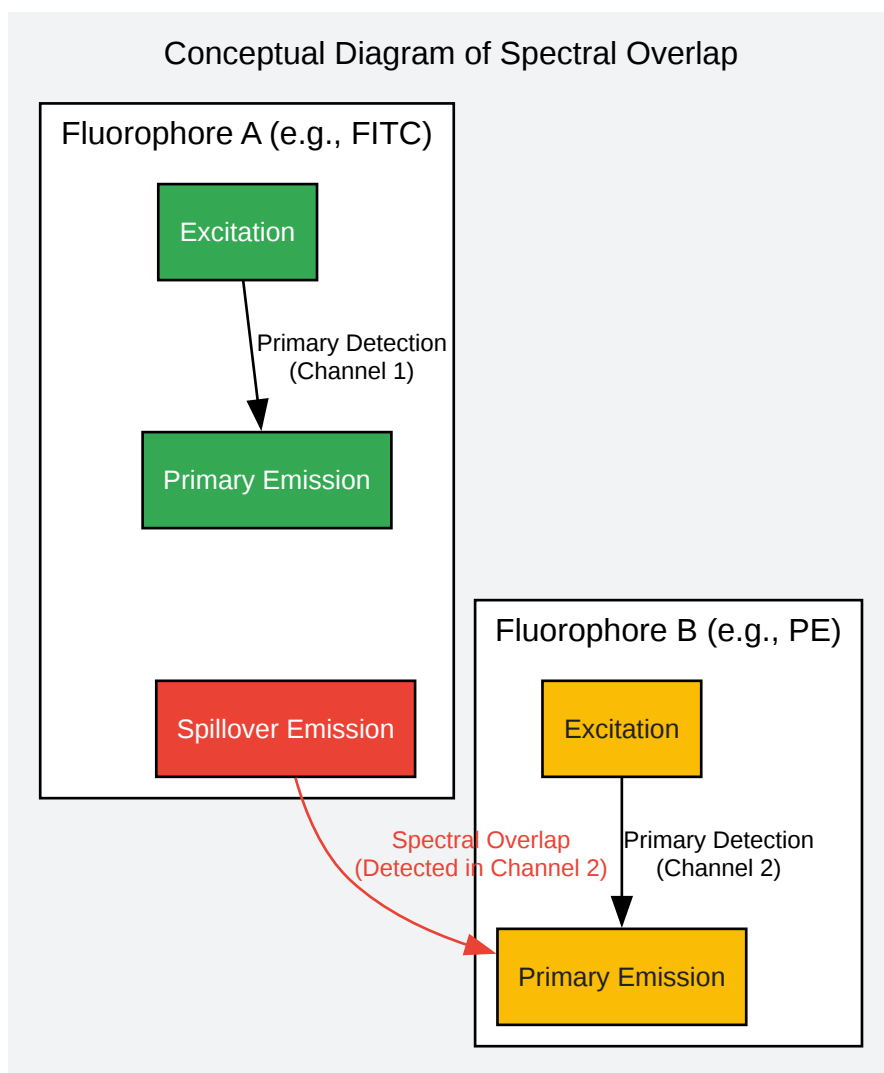 Conceptual Diagram of Spectral Overlap
Fluorophore A (e.g., FITC)
Excitation
Primary Detection
(Channel 1)
Primary Emission
Spillover Emission
Fluorophore B (e.g., PE)
Excitation
Spectral Overlap
(Detected in Channel 2)
Primary Detection
(Channel 2)
Primary Emission